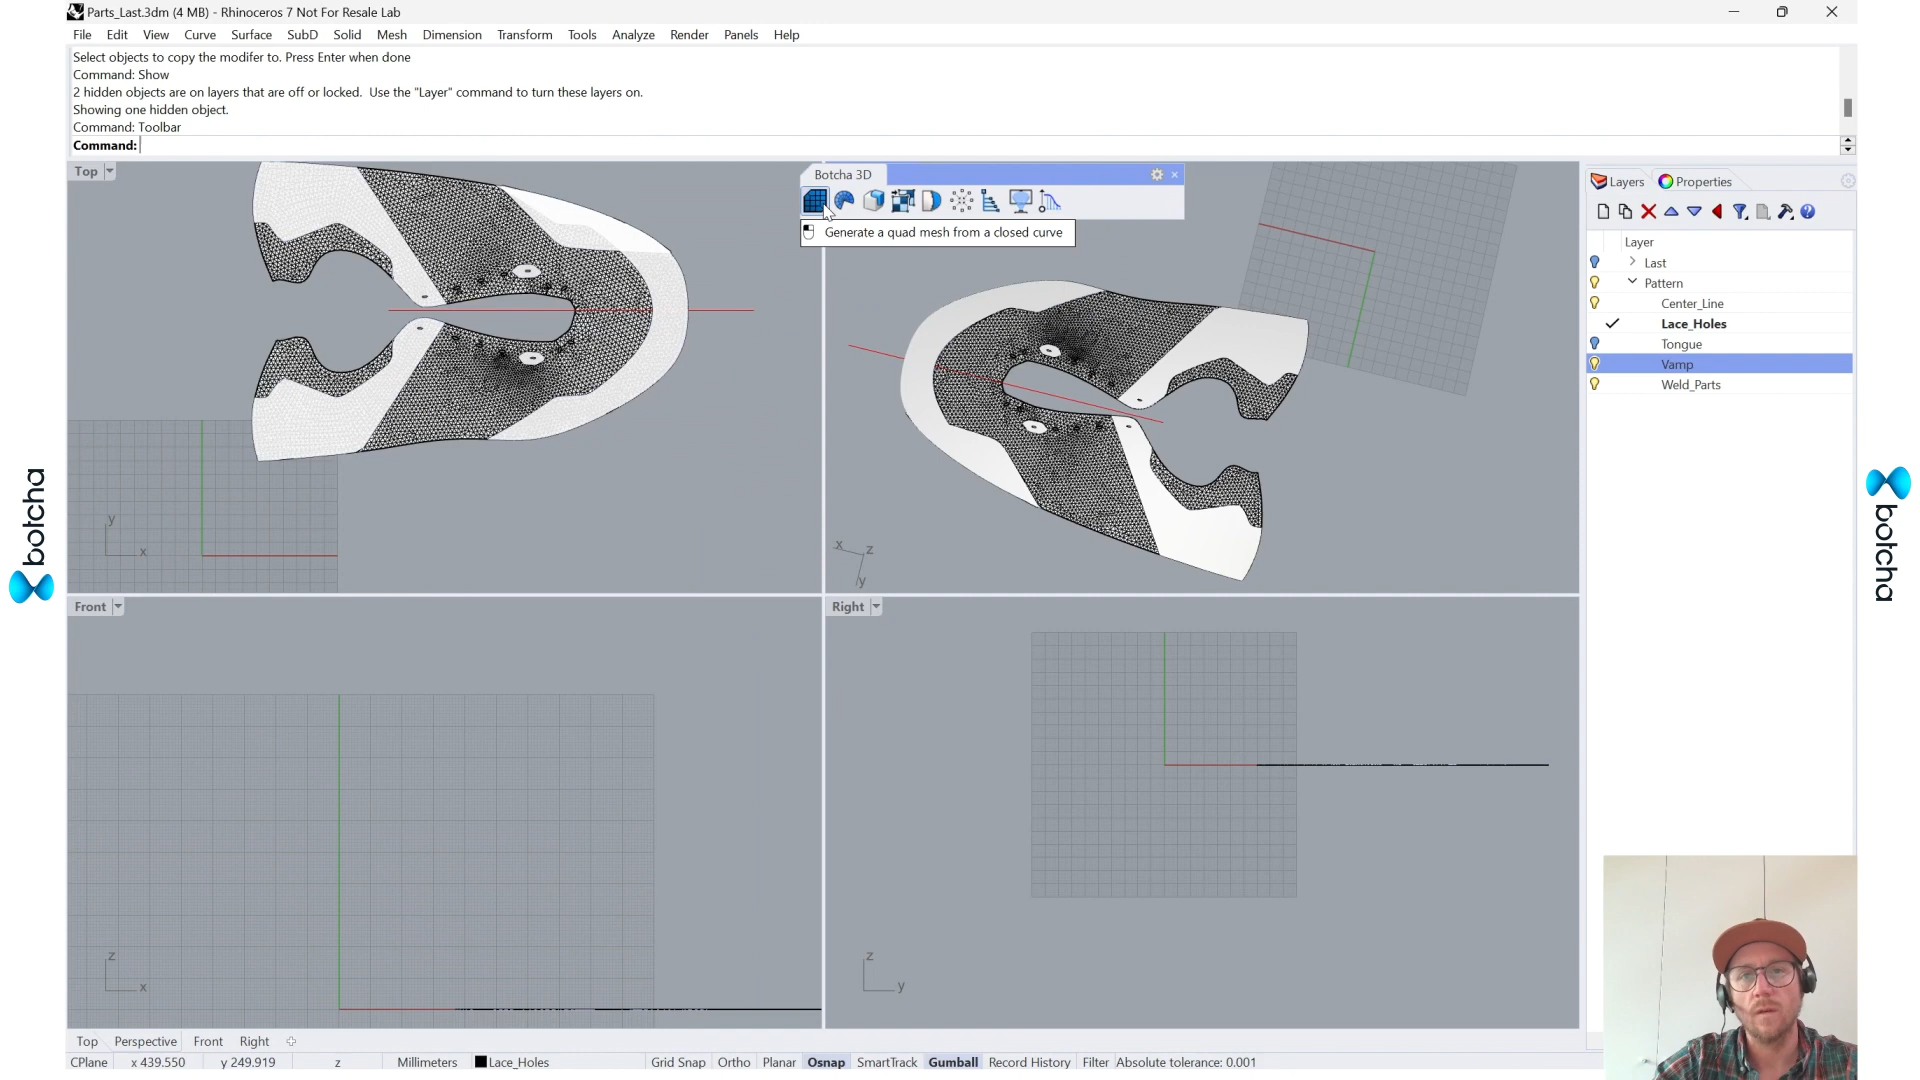 Parts_Last.3dm (4 MB) - Rhinoceros 7 Not For Resale Lab
File Edit View Curve Surface SubD Solid Mesh Dimension Transform Tools Analyze Render Panels Help
Select objects to copy the modifer to. Press Enter when done
Command: Show
2 hidden objects are on layers that are off or locked. Use the "Layer" command to turn these layers on.
Showing one hidden object.
Command: Toolbar
Command:
Top
Botcha 3D
Generate a quad mesh from a closed curve
Layers Properties
Layer
Last
Pattern
Center_Line
Lace_Holes
Tongue
Vamp
Weld_Parts
y
x
x
z
y
botcha
botcha
Front
Right
z
x
z
y
Top Perspective Front Right
CPlane x 439.550 y 249.919 z Millimeters Lace_Holes Grid Snap Ortho Planar Osnap SmartTrack Gumball Record History Filter Absolute tolerance: 0.001